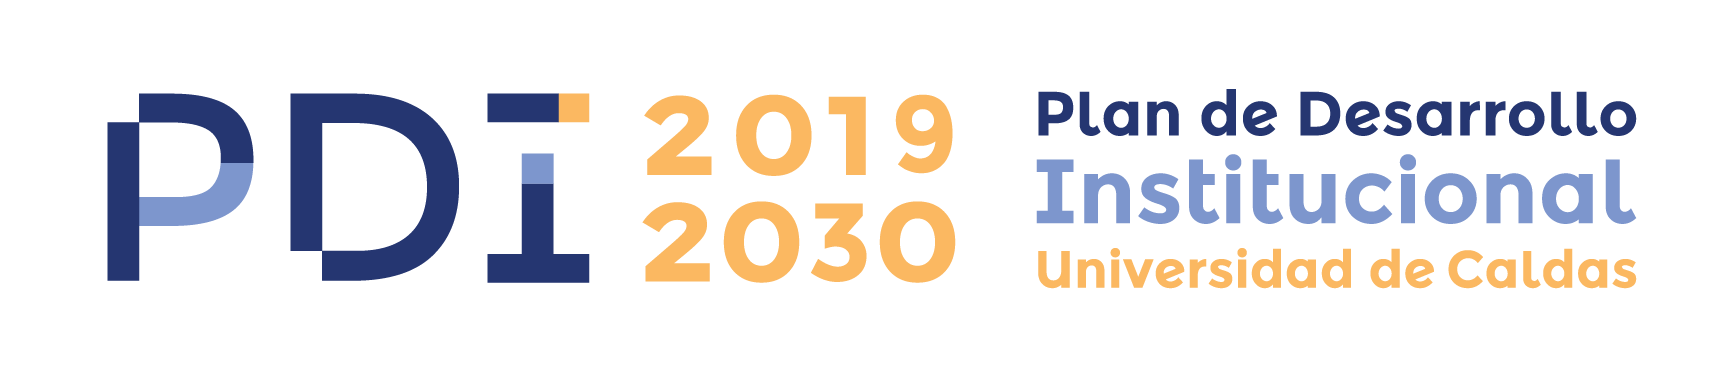 PDI
2019
2030
Plan de Desarrollo
Institucional
Universidad de Caldas